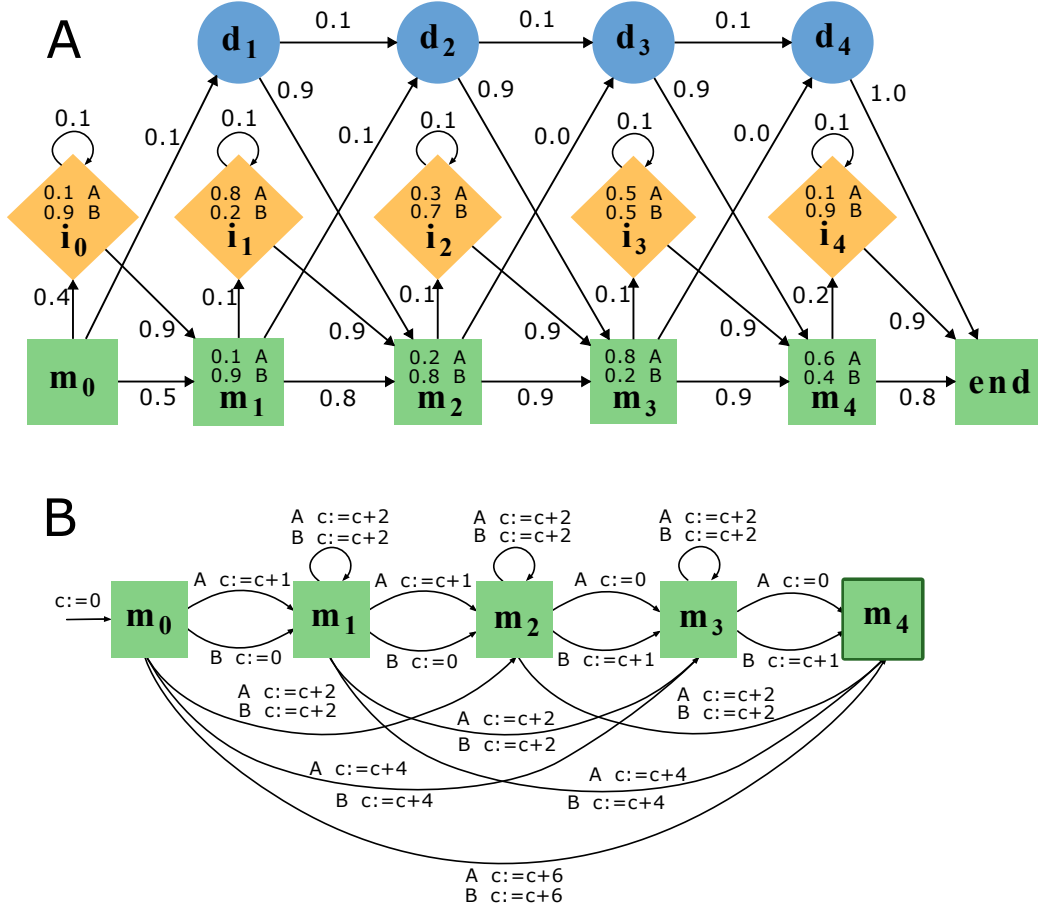 A
d1 0.1 d2 0.1 d3 0.1 d4
0.1 0.9 0.1 0.9 0.0 0.9 0.0 1.0
0.1 0.1 0.1 0.1 0.1
0.1 A 0.8 A 0.3 A 0.5 A 0.1 A
0.9 B 0.2 B 0.7 B 0.5 B 0.9 B
i0 i1 i2 i3 i4
0.4 0.9 0.1 0.9 0.1 0.9 0.1 0.9 0.2 0.9
0.1 A 0.2 A 0.8 A 0.6 A
0.9 B 0.8 B 0.2 B 0.4 B
m0 m1 m2 m3 m4 end
0.5 0.8 0.9 0.9 0.8
B
A c:=c+2 A c:=c+2 A c:=c+2
B c:=c+2 B c:=c+2 B c:=c+2
c:=0 A c:=c+1 A c:=c+1 A c:=0 A c:=0
m0 m1 m2 m3 m4
B c:=0 B c:=0 B c:=c+1 B c:=c+1
A c:=c+2 A c:=c+2
B c:=c+2 B c:=c+2
A c:=c+2
B c:=c+2
A c:=c+4 A c:=c+4
B c:=c+4 B c:=c+4
A c:=c+6
B c:=c+6